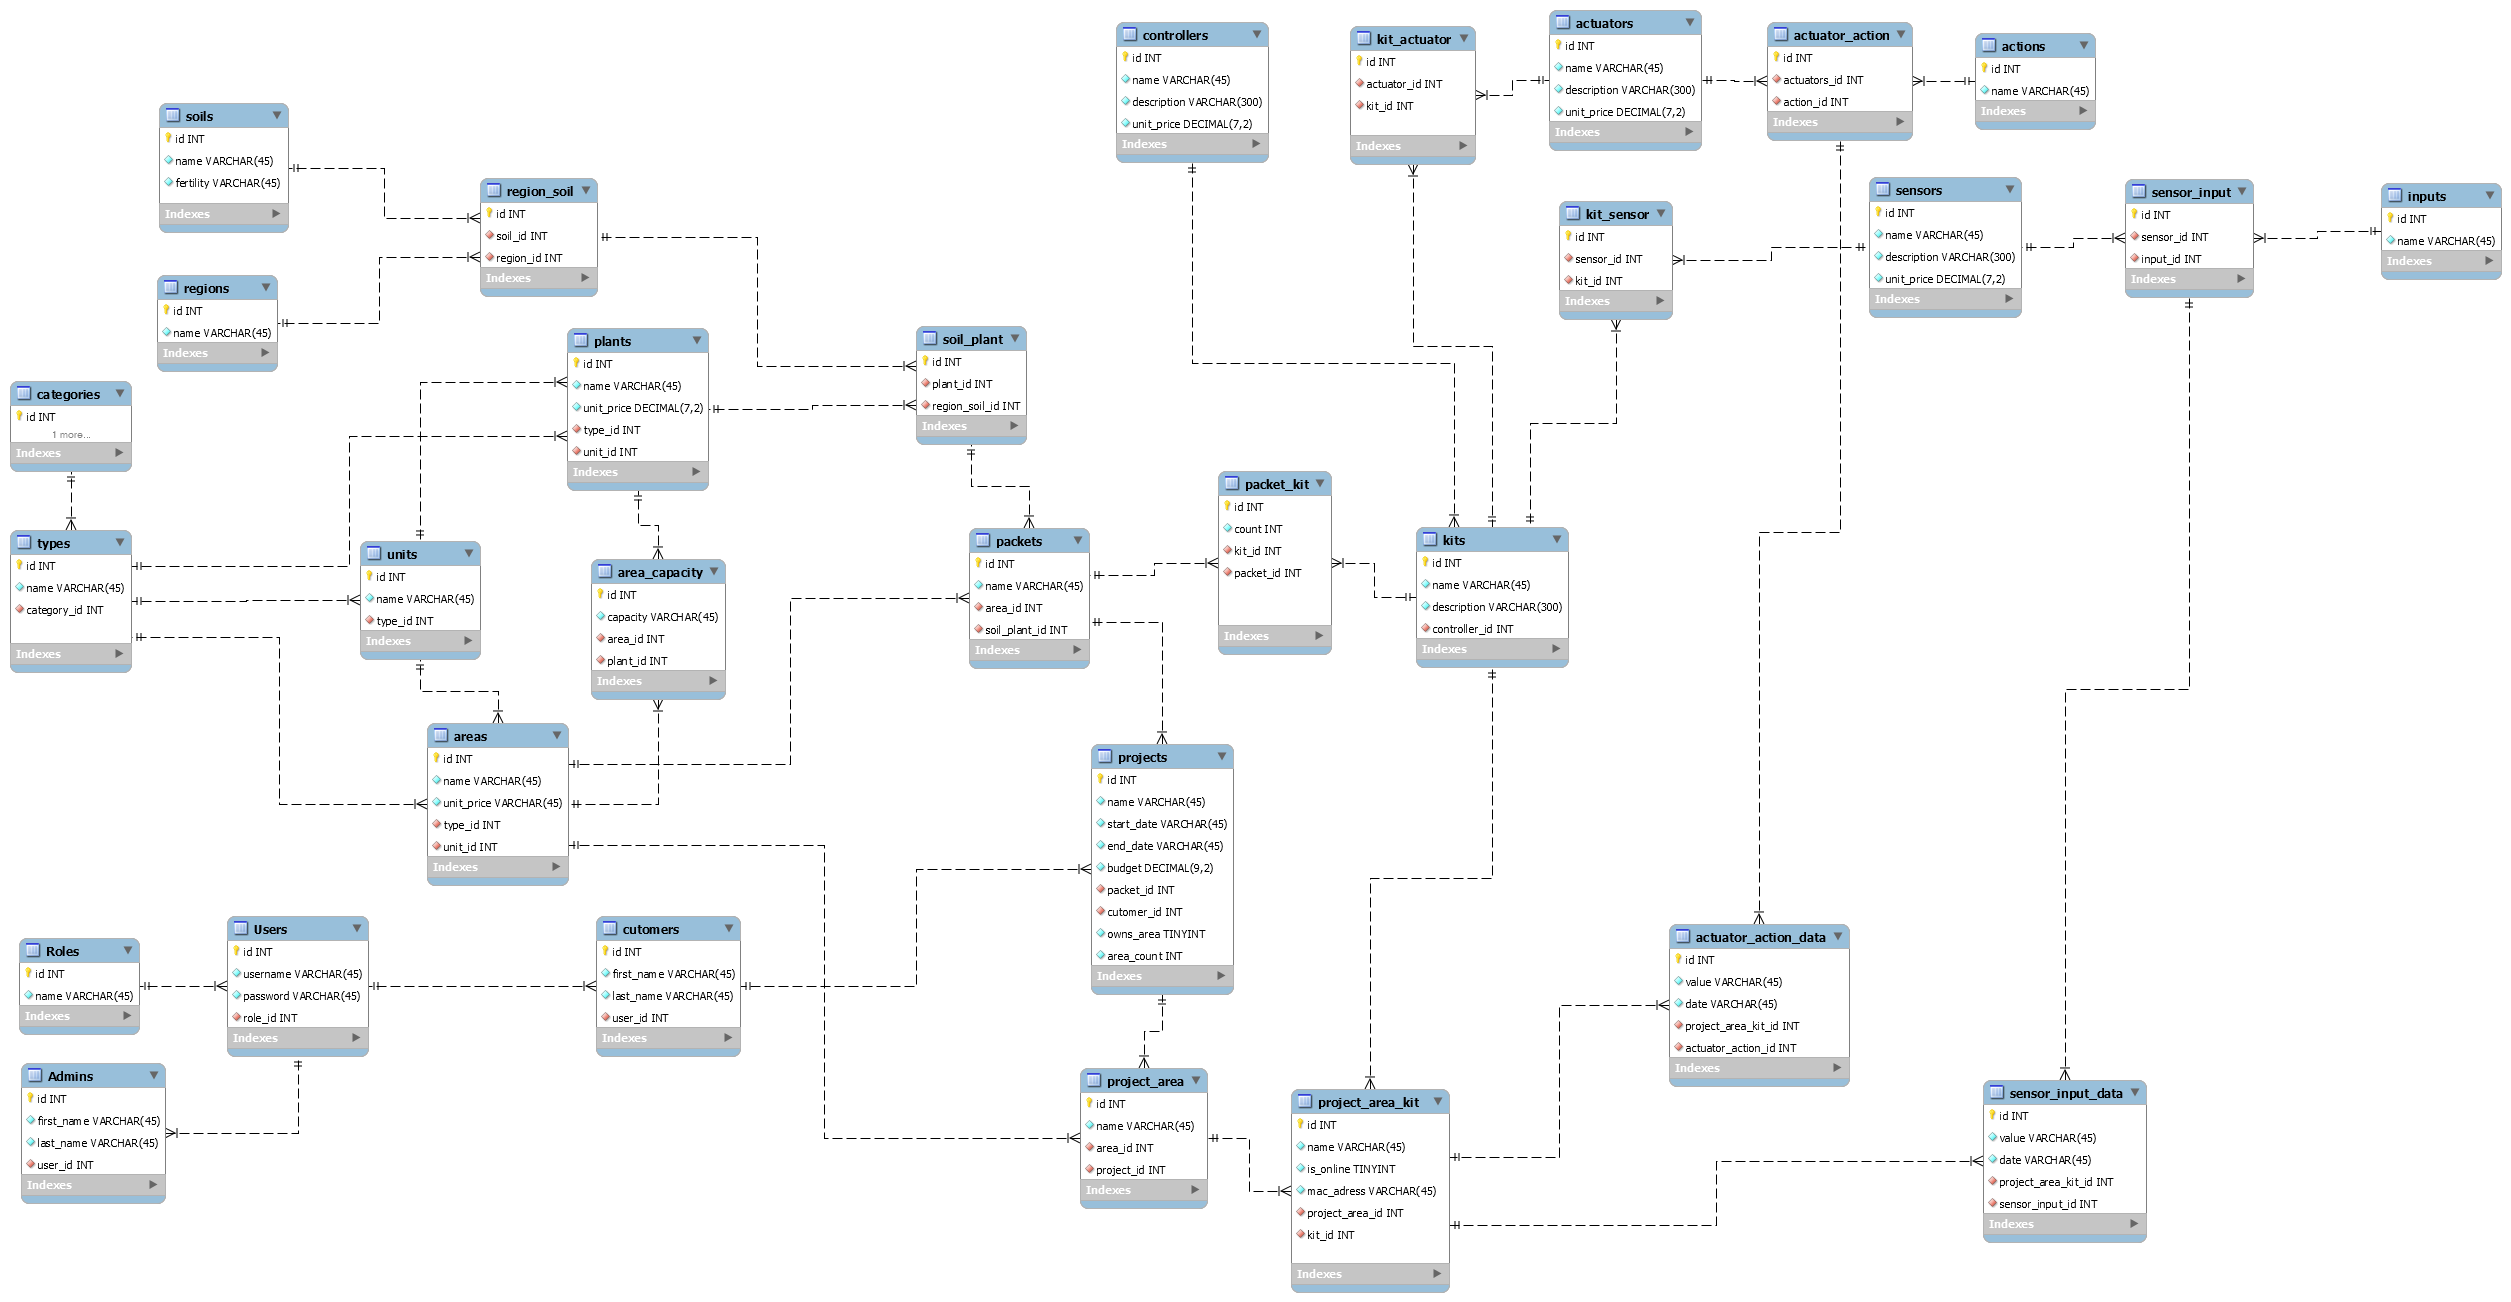 controllers
id INT
name VARCHAR(45)
description VARCHAR(300)
unit_price DECIMAL(7,2)
Indexes
kit_actuator
id INT
actuator_id INT
kit_id INT
Indexes
actuators
id INT
name VARCHAR(45)
description VARCHAR(300)
unit_price DECIMAL(7,2)
Indexes
actuator_action
id INT
actuators_id INT
action_id INT
Indexes
actions
id INT
name VARCHAR(45)
Indexes
soils
id INT
name VARCHAR(45)
fertility VARCHAR(45)
Indexes
region_soil
id INT
soil_id INT
region_id INT
Indexes
kit_sensor
id INT
sensor_id INT
kit_id INT
Indexes
sensors
id INT
name VARCHAR(45)
description VARCHAR(300)
unit_price DECIMAL(7,2)
Indexes
sensor_input
id INT
sensor_id INT
input_id INT
Indexes
inputs
id INT
name VARCHAR(45)
Indexes
regions
id INT
name VARCHAR(45)
Indexes
plants
id INT
name VARCHAR(45)
unit_price DECIMAL(7,2)
type_id INT
unit_id INT
Indexes
soil_plant
id INT
plant_id INT
region_soil_id INT
Indexes
categories
id INT
1 more...
Indexes
types
id INT
name VARCHAR(45)
category_id INT
Indexes
units
id INT
name VARCHAR(45)
type_id INT
Indexes
area_capacity
id INT
capacity VARCHAR(45)
area_id INT
plant_id INT
Indexes
packets
id INT
name VARCHAR(45)
area_id INT
soil_plant_id INT
Indexes
packet_kit
id INT
count INT
kit_id INT
packet_id INT
Indexes
kits
id INT
name VARCHAR(45)
description VARCHAR(300)
controller_id INT
Indexes
areas
id INT
name VARCHAR(45)
unit_price VARCHAR(45)
type_id INT
unit_id INT
Indexes
projects
id INT
name VARCHAR(45)
start_date VARCHAR(45)
end_date VARCHAR(45)
budget DECIMAL(9,2)
packet_id INT
cutomer_id INT
owns_area TINYINT
area_count INT
Indexes
Roles
id INT
name VARCHAR(45)
Indexes
Users
id INT
username VARCHAR(45)
password VARCHAR(45)
role_id INT
Indexes
cutomers
id INT
first_name VARCHAR(45)
last_name VARCHAR(45)
user_id INT
Indexes
actuator_action_data
id INT
value VARCHAR(45)
date VARCHAR(45)
project_area_kit_id INT
actuator_action_id INT
Indexes
Admins
id INT
first_name VARCHAR(45)
last_name VARCHAR(45)
user_id INT
Indexes
project_area
id INT
name VARCHAR(45)
area_id INT
project_id INT
Indexes
project_area_kit
id INT
name VARCHAR(45)
is_online TINYINT
mac_adress VARCHAR(45)
project_area_id INT
kit_id INT
Indexes
sensor_input_data
id INT
value VARCHAR(45)
date VARCHAR(45)
project_area_kit_id INT
sensor_input_id INT
Indexes